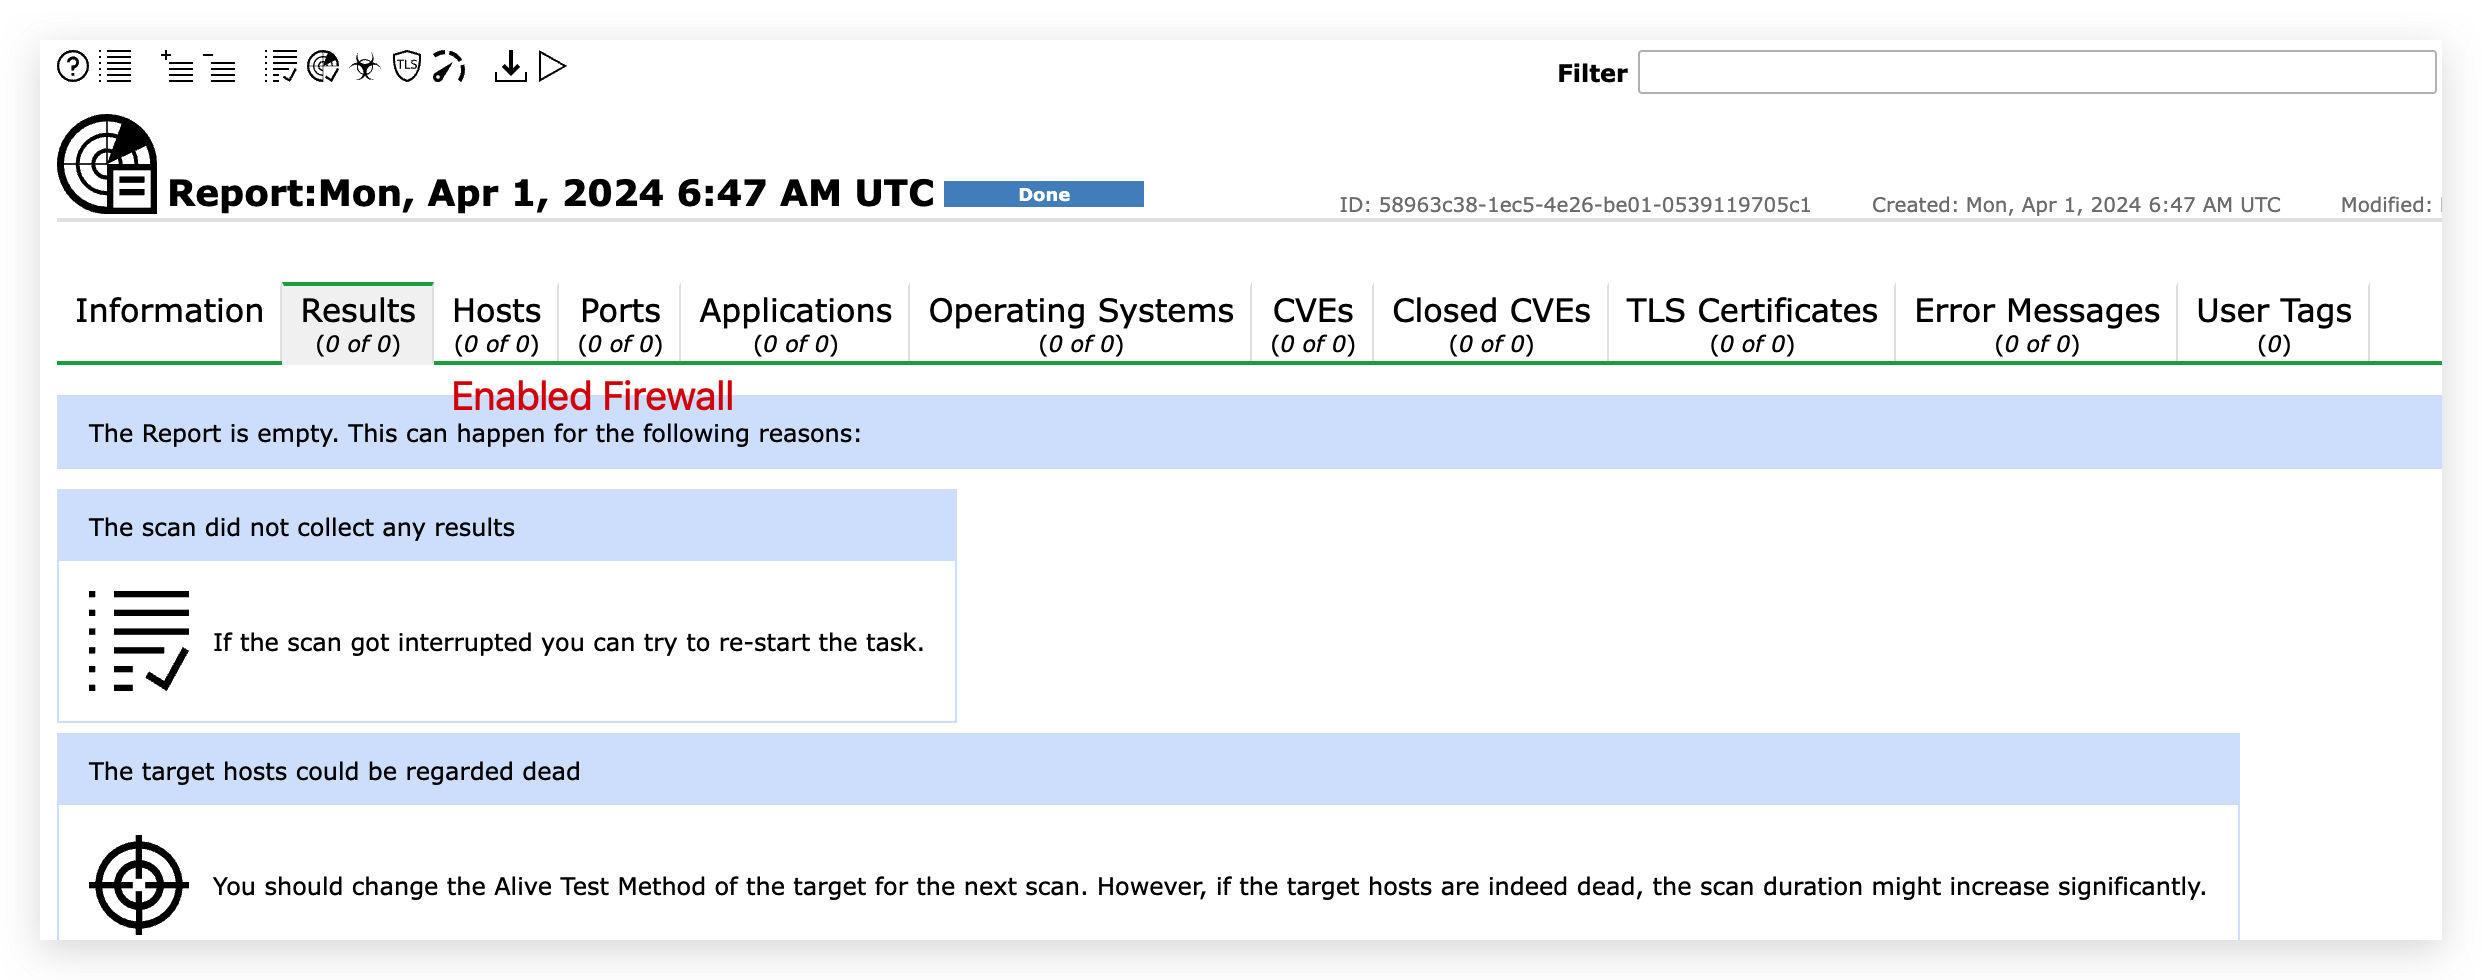 ? TLS
Filter
Report:Mon, Apr 1, 2024 6:47 AM UTC Done ID: 58963c38-1ec5-4e26-be01-0539119705c1 Created: Mon, Apr 1, 2024 6:47 AM UTC Modified:
Information Results Hosts Ports Applications Operating Systems CVEs Closed CVEs TLS Certificates Error Messages User Tags
(0 of 0) (0 of 0) (0 of 0) (0 of 0) (0 of 0) (0 of 0) (0 of 0) (0 of 0) (0 of 0) (0)
Enabled Firewall
The Report is empty. This can happen for the following reasons:
The scan did not collect any results
If the scan got interrupted you can try to re-start the task.
The target hosts could be regarded dead
You should change the Alive Test Method of the target for the next scan. However, if the target hosts are indeed dead, the scan duration might increase significantly.